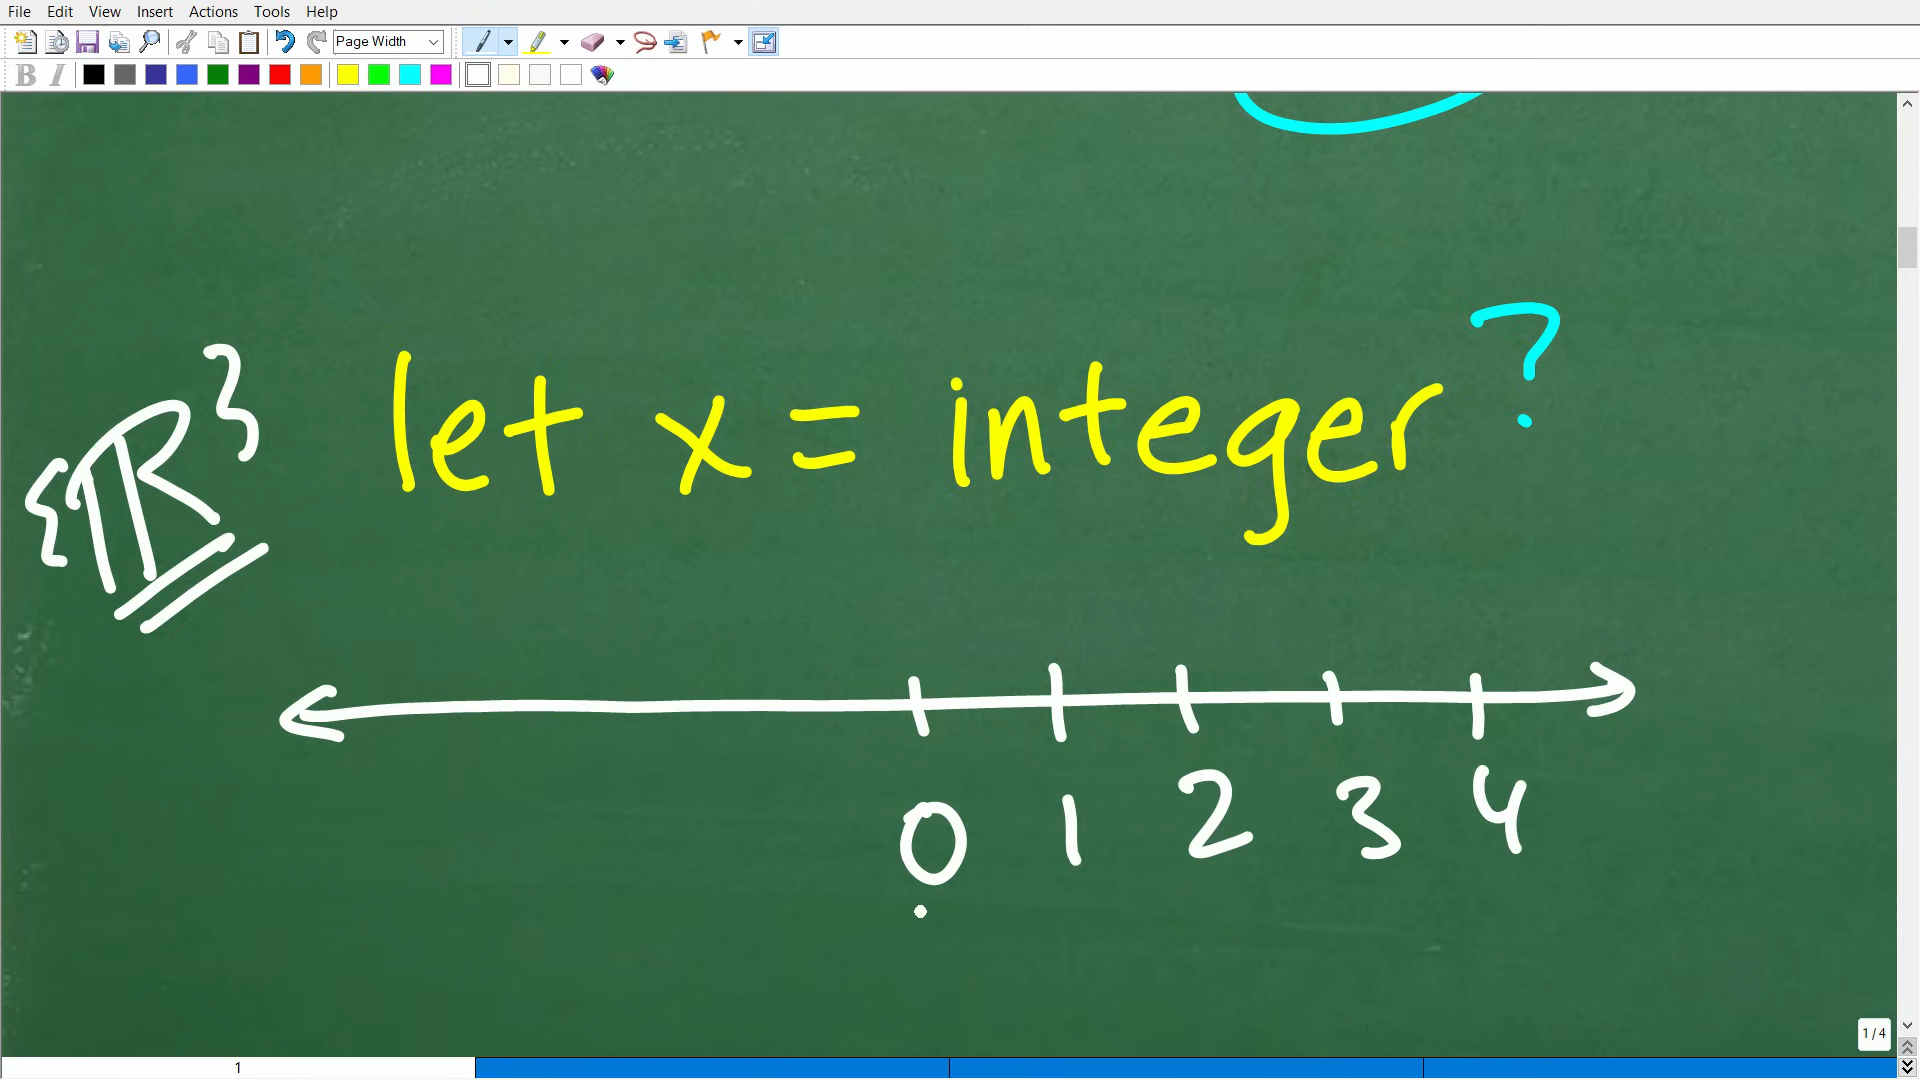 File Edit View Insert Actions Tools Help
Page Width
B I
{ℝ}
let x = integer ?
0 1 2 3 4
1/4
1